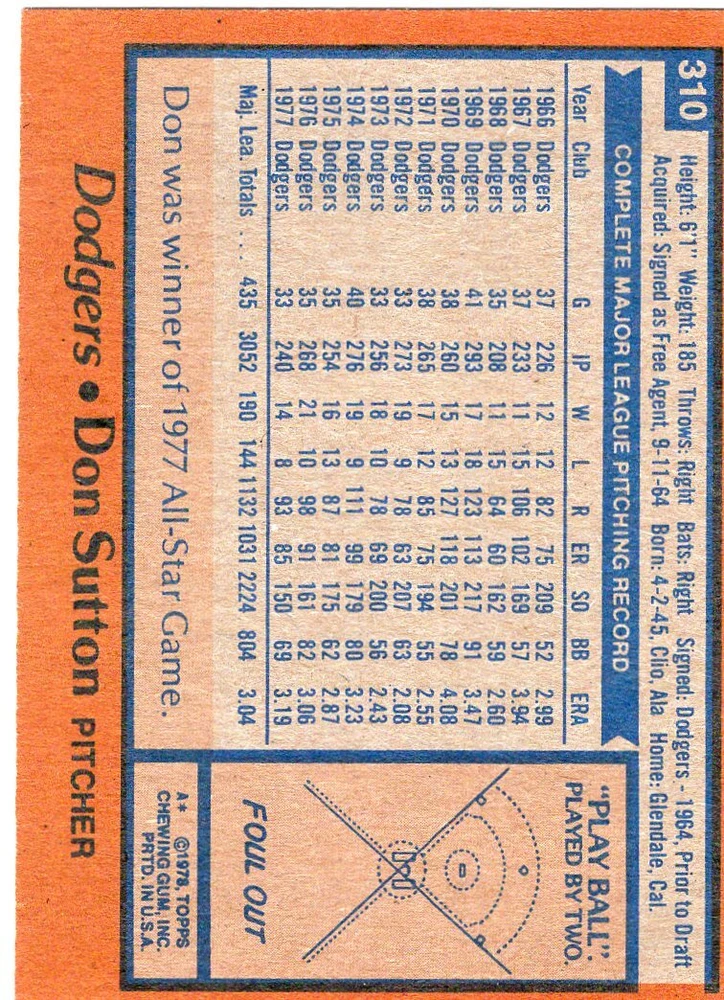 310
Height: 6'1" Weight: 185 Throws: Right Bats: Right Signed: Dodgers - 1964, Prior to Draft
Acquired: Signed as Free Agent, 9-11-64 Born: 4-2-45, Clio, Ala Home: Glendale, Cal.
COMPLETE MAJOR LEAGUE PITCHING RECORD
Year Club G IP W L R ER SO BB ERA
1966 Dodgers 37 226 12 12 82 75 209 52 2.99
1967 Dodgers 37 233 11 15 106 102 169 57 3.94
1968 Dodgers 35 208 11 15 64 60 162 59 2.60
1969 Dodgers 41 293 17 18 123 113 217 91 3.47
1970 Dodgers 38 260 15 13 127 118 201 78 4.08
1971 Dodgers 38 265 17 12 85 75 194 55 2.55
1972 Dodgers 33 273 19 9 78 63 207 63 2.08
1973 Dodgers 33 256 18 10 78 69 200 56 2.43
1974 Dodgers 40 276 19 9 111 99 179 80 3.23
1975 Dodgers 35 254 16 13 87 81 175 62 2.87
1976 Dodgers 35 268 21 10 98 91 161 82 3.06
1977 Dodgers 33 240 14 8 93 85 150 69 3.19
Maj. Lea. Totals .... 435 3052 190 144 1132 1031 2224 804 3.04
Don was winner of 1977 All-Star Game.
"PLAY BALL".
PLAYED BY TWO.
FOUL OUT
A* ©1978, TOPPS
CHEWING GUM, INC.
PRTD. IN U.S.A.
Dodgers • Don Sutton PITCHER